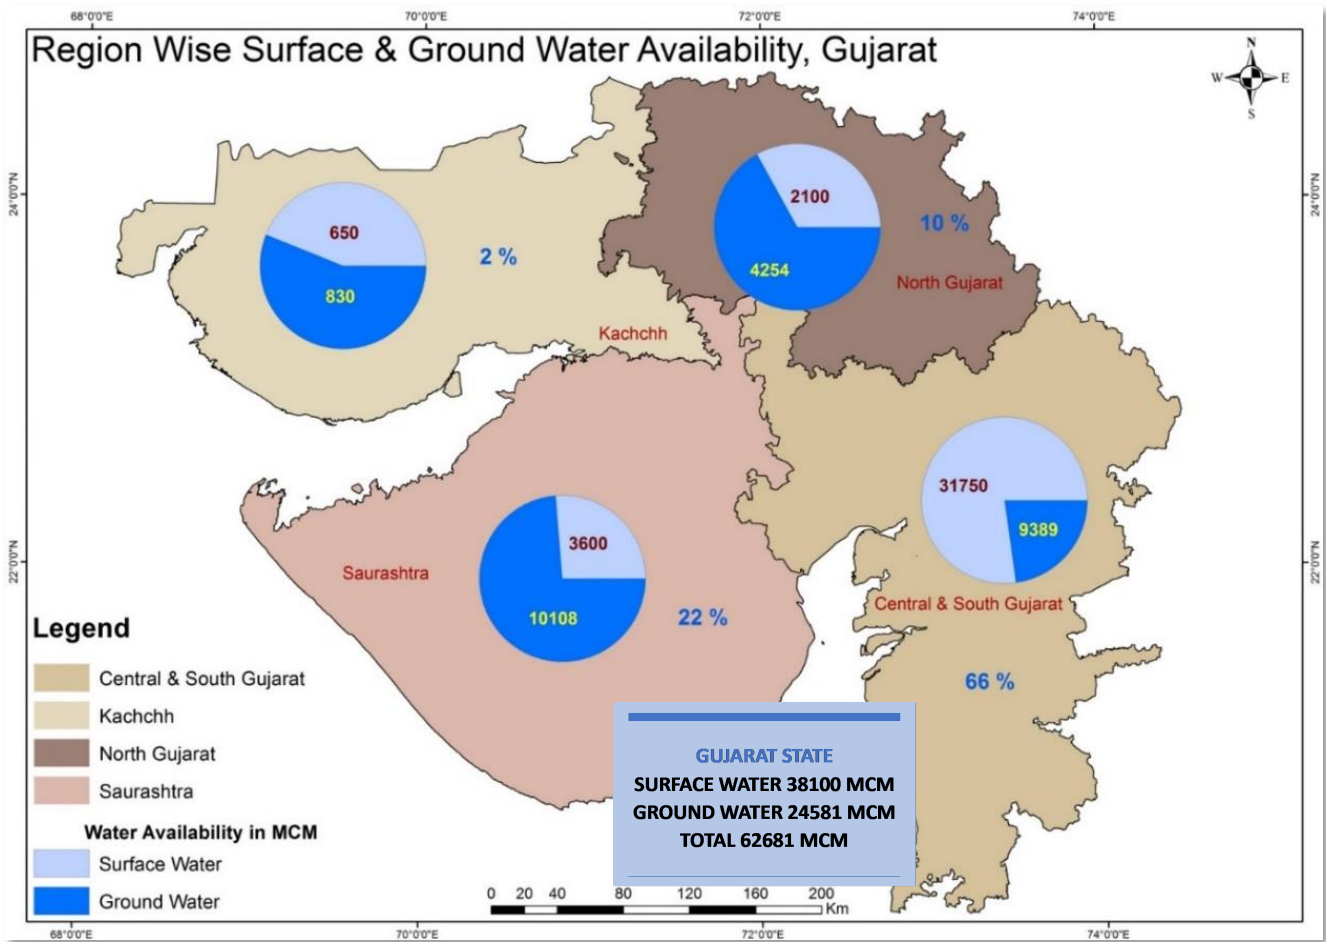 68°0'0"E 70°0'0"E 72°0'0"E 74°0'0"E
Region Wise Surface & Ground Water Availability, Gujarat
N
W E
S
24°0'0"N
24°0'0"N
2100
10 %
650
2 %
4254
North Gujarat
830
Kachchh
31750
9389
3600
22°0'0"N
22°0'0"N
Saurashtra
Central & South Gujarat
10108
22 %
66 %
Legend
Central & South Gujarat
Kachchh
North Gujarat
Saurashtra
Water Availability in MCM
Surface Water
Ground Water
GUJARAT STATE
SURFACE WATER 38100 MCM
GROUND WATER 24581 MCM
TOTAL 62681 MCM
0 20 40 80 120 160 200
Km
68°0'0"E 70°0'0"E 72°0'0"E 74°0'0"E